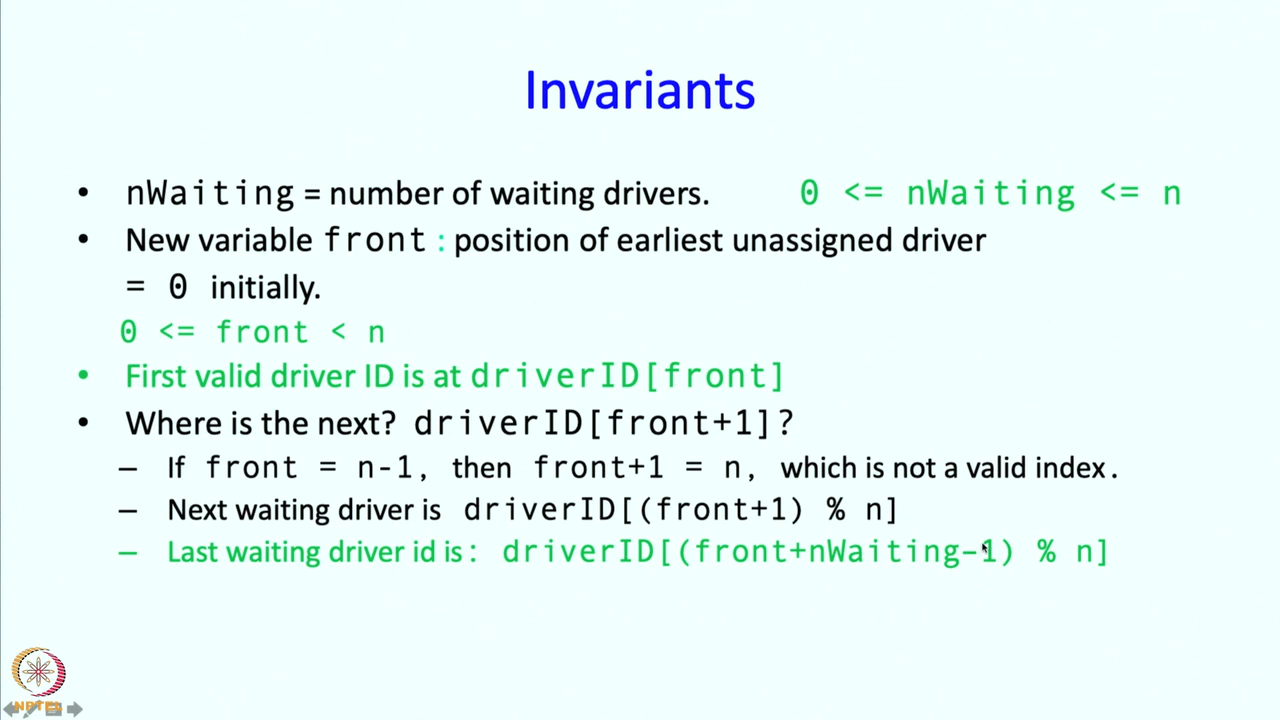 Invariants
• nWaiting = number of waiting drivers. 0 <= nWaiting <= n
• New variable front : position of earliest unassigned driver
= 0 initially.
0 <= front < n
• First valid driver ID is at driverID[front]
• Where is the next? driverID[front+1]?
– If front = n-1, then front+1 = n, which is not a valid index.
– Next waiting driver is driverID[(front+1) % n]
– Last waiting driver id is: driverID[(front+nWaiting-1) % n]
NPTEL